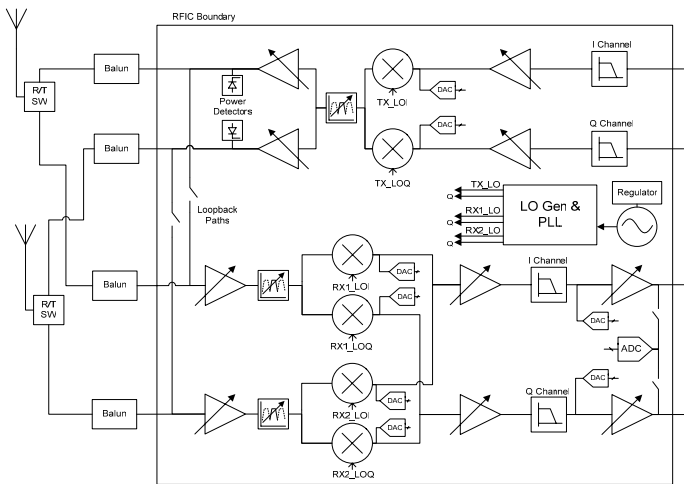 RFIC Boundary
I Channel
Balun
R/T
SW
Power
Detectors
DAC
TX_LOI
DAC
Q Channel
Balun
TX_LOQ
TX_LO
Q
RX1_LO
Q
RX2_LO
Q
LO Gen &
PLL
Regulator
Loopback
Paths
I Channel
DAC
Balun
RX1_LOI
DAC
R/T
SW
DAC
RX1_LOQ
ADC
DAC
Q Channel
Balun
RX2_LOI
DAC
DAC
RX2_LOQ